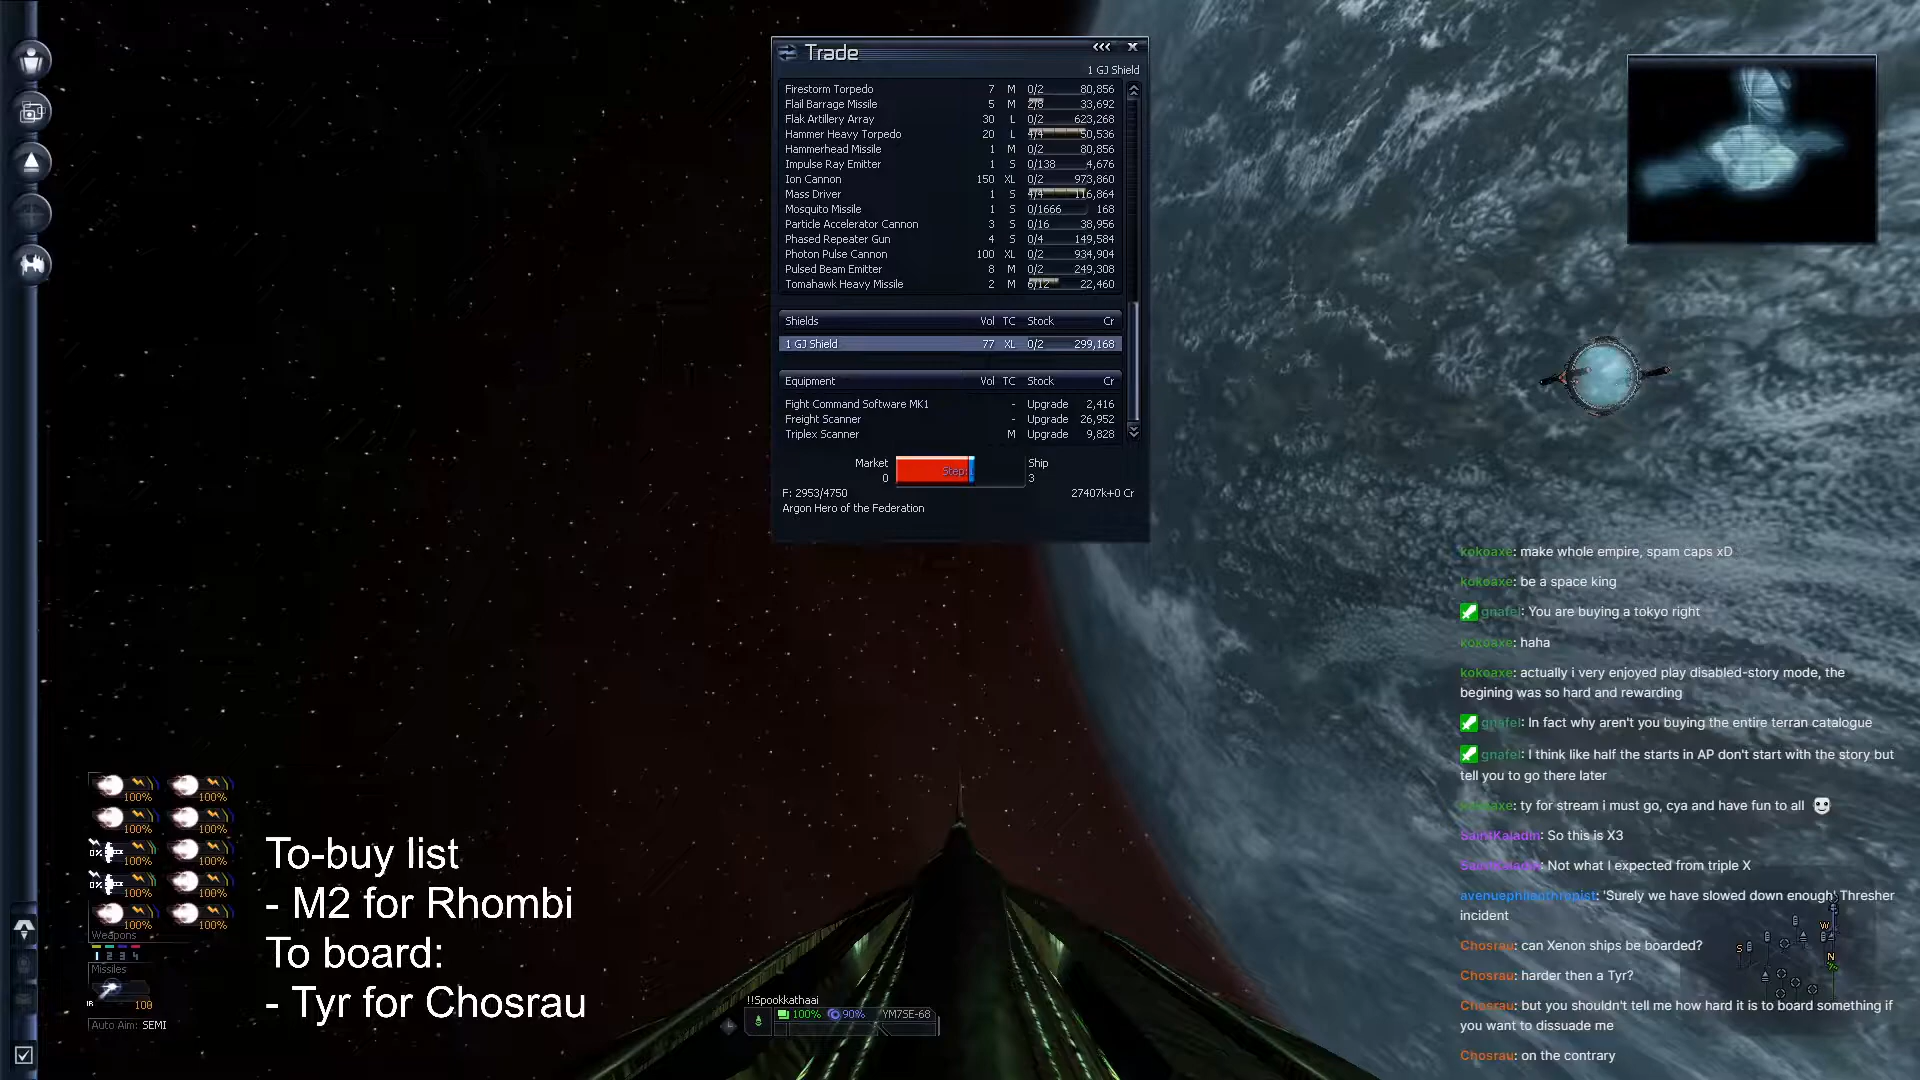 Trade
1 GJ Shield
Firestorm Torpedo 7 M 0/2 80,856
Flail Barrage Missile 5 M 2/8 33,692
Flak Artillery Array 30 L 0/2 623,268
Hammer Heavy Torpedo 20 L 4/4 50,536
Hammerhead Missile 1 M 0/2 80,856
Impulse Ray Emitter 1 S 0/138 4,676
Ion Cannon 150 XL 0/2 973,860
Mass Driver 1 S 4/4 116,864
Mosquito Missile 1 S 0/1666 168
Particle Accelerator Cannon 3 S 0/16 38,956
Phased Repeater Gun 4 S 0/4 149,584
Photon Pulse Cannon 100 XL 0/2 934,904
Pulsed Beam Emitter 8 M 0/2 249,308
Tomahawk Heavy Missile 2 M 6/12 22,460
Shields Vol TC Stock Cr
1 GJ Shield 77 XL 0/2 299,168
Equipment Vol TC Stock Cr
Fight Command Software MK1 - Upgrade 2,416
Freight Scanner - Upgrade 26,952
Triplex Scanner M Upgrade 9,828
Market Ship
0 Step: 3
F: 2953/4750 27407k+0 Cr
Argon Hero of the Federation
kokoaxe: make whole empire, spam caps xD
kokoaxe: be a space king
gnafel: You are buying a tokyo right
kokoaxe: haha
kokoaxe: actually i very enjoyed play disabled-story mode, the
begining was so hard and rewarding
gnafel: In fact why aren't you buying the entire terran catalogue
gnafel: I think like half the starts in AP don't start with the story but
tell you to go there later
kokoaxe: ty for stream i must go, cya and have fun to all
SaintKaladin: So this is X3
SaintKaladin: Not what I expected from triple X
avenuephilanthropist: 'Surely we have slowed down enough' Thresher
incident
Chosrau: can Xenon ships be boarded?
Chosrau: harder then a Tyr?
Chosrau: but you shouldn't tell me how hard it is to board something if
you want to dissuade me
Chosrau: on the contrary
W
S
N
100% 100%
100% 100%
0% 100% 100%
0% 100% 100%
100% 100%
Weapons
1 2 3 4
Missiles
IR 100
Auto Aim: SEMI
To-buy list
- M2 for Rhombi
To board:
- Tyr for Chosrau
!!Spookkathaai
100% 90% YM7SE-68